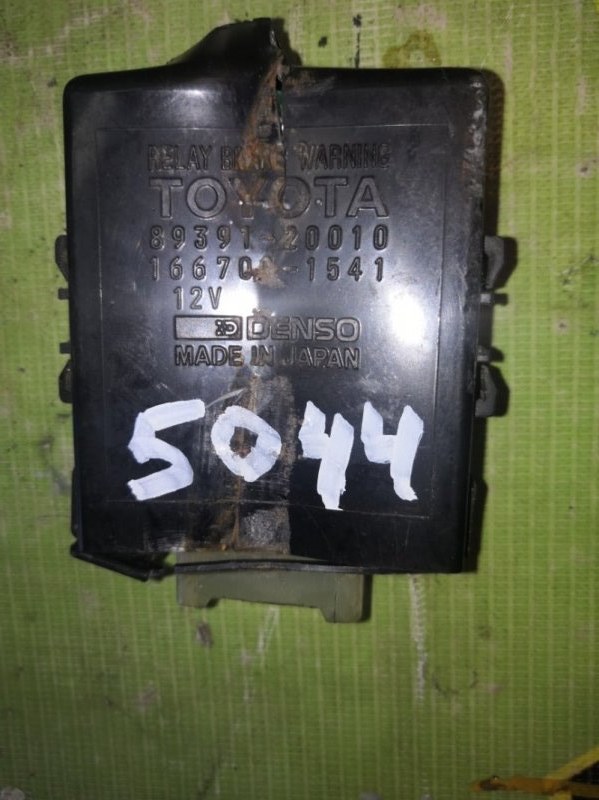 RELAY WARNING
TOYOTA
89391-20010
-1541
12V
DENSO
MADE IN JAPAN
5044